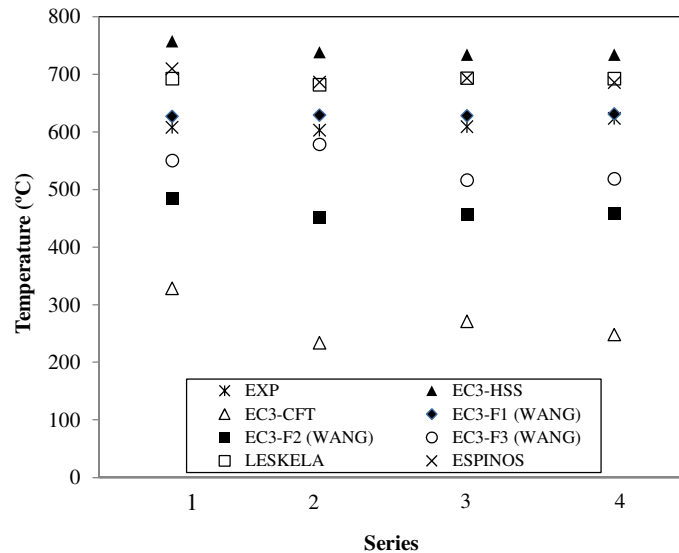 800
700
600
500
400
300
200
100
0
Temperature (ºC)
EXP EC3-HSS
EC3-CFT EC3-F1 (WANG)
EC3-F2 (WANG) EC3-F3 (WANG)
LESKELA ESPINOS
1 2 3 4
Series